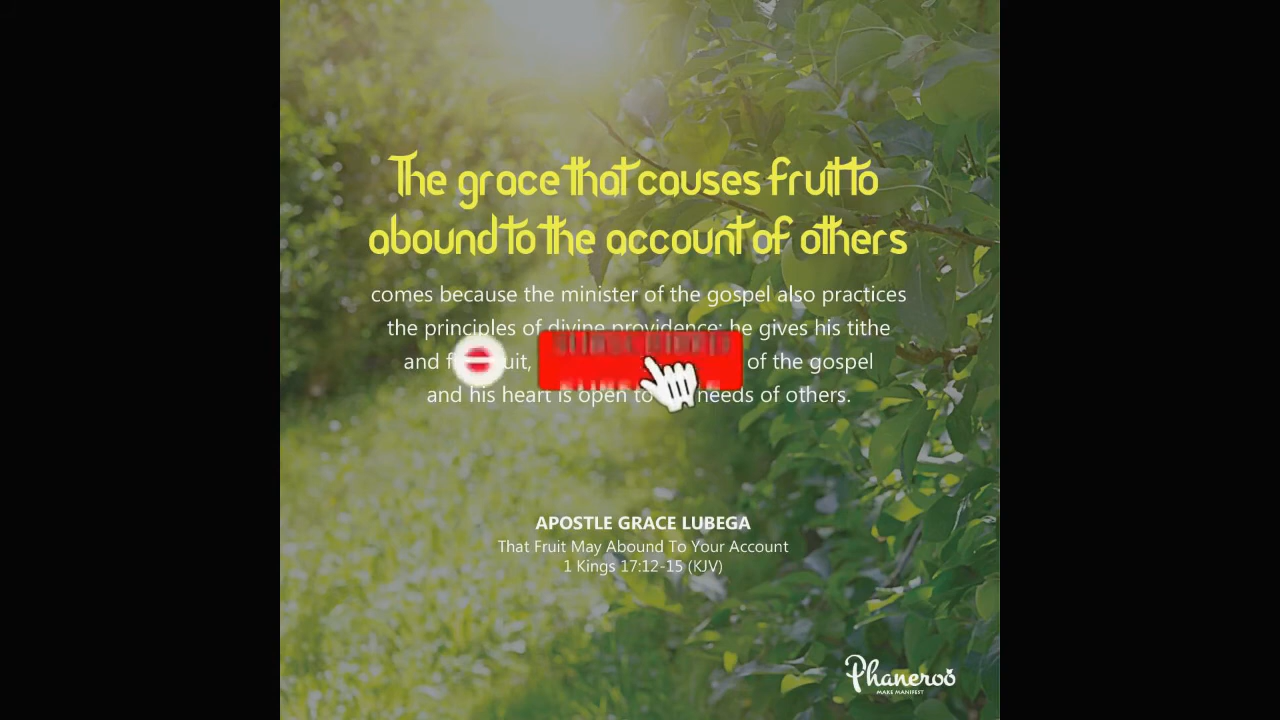 The grace that causes fruit to
abound to the account of others
comes because the minister of the gospel also practices
the principles of divine providence; he gives his tithe
and of the gospel
and his heart is open to needs of others.
APOSTLE GRACE LUBEGA
That Fruit May Abound To Your Account
1 Kings 17:12-15 (KJV)
Phaneroo
MAKE MANIFEST